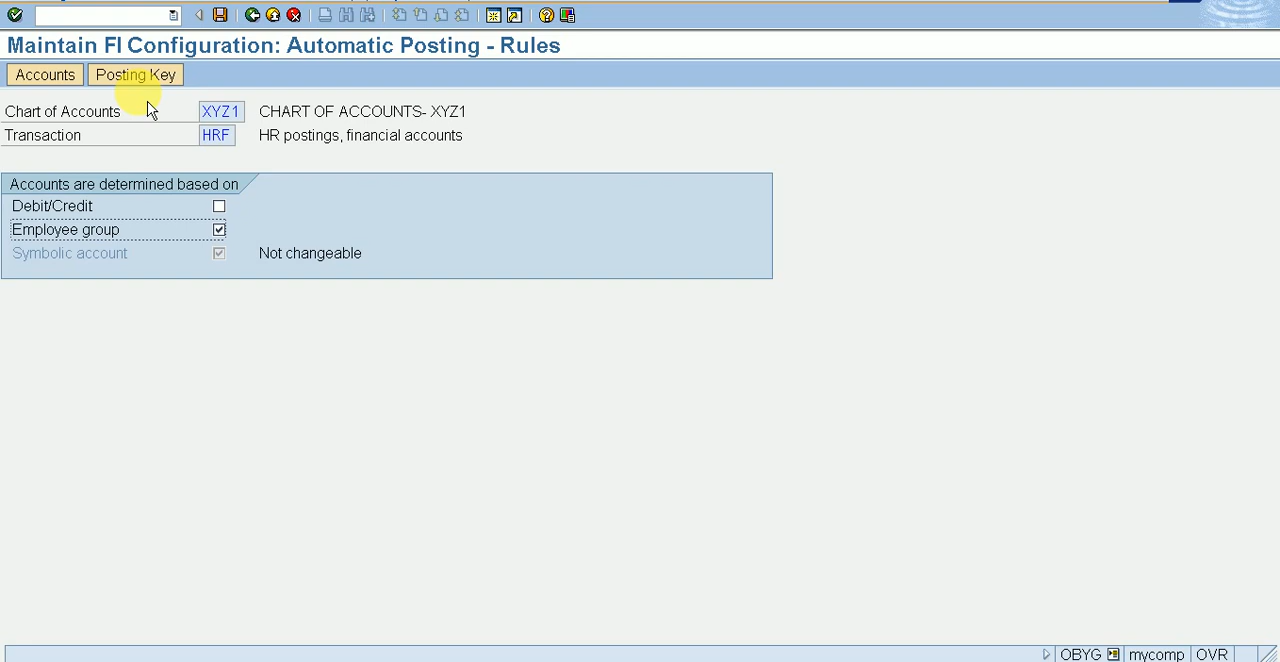 Maintain FI Configuration: Automatic Posting - Rules
Accounts Posting Key
Chart of Accounts XYZ1 CHART OF ACCOUNTS- XYZ1
Transaction HRF HR postings, financial accounts
Accounts are determined based on
Debit/Credit
Employee group
Symbolic account Not changeable
OBYG mycomp OVR